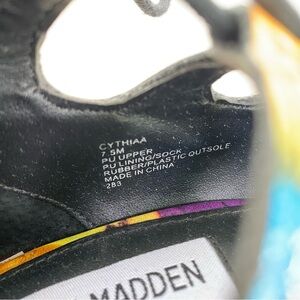 CYTHIAA
7.5M
PU UPPER
PU LINING/SOCK
RUBBER/PLASTIC OUTSOLE
MADE IN CHINA
283
MADDEN